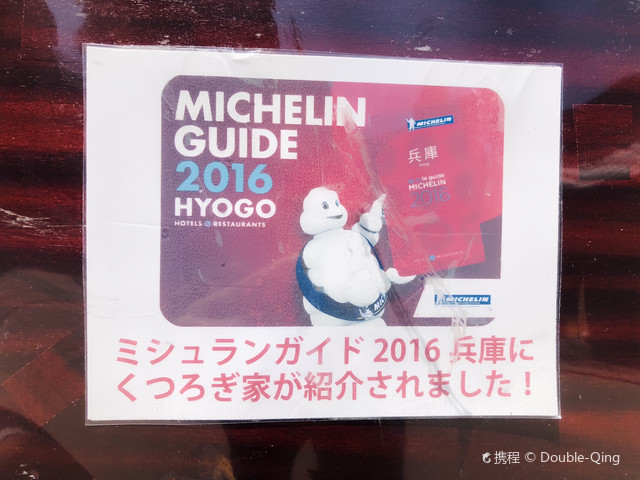 MICHELIN
GUIDE
2016
HYOGO
HOTELS & RESTAURANTS
MICHELIN
兵庫
le guide
MICHELIN
2016
MICHELIN
ミシュランガイド 2016 兵庫に
くつろぎ家が紹介されました！
携程 © Double-Qing